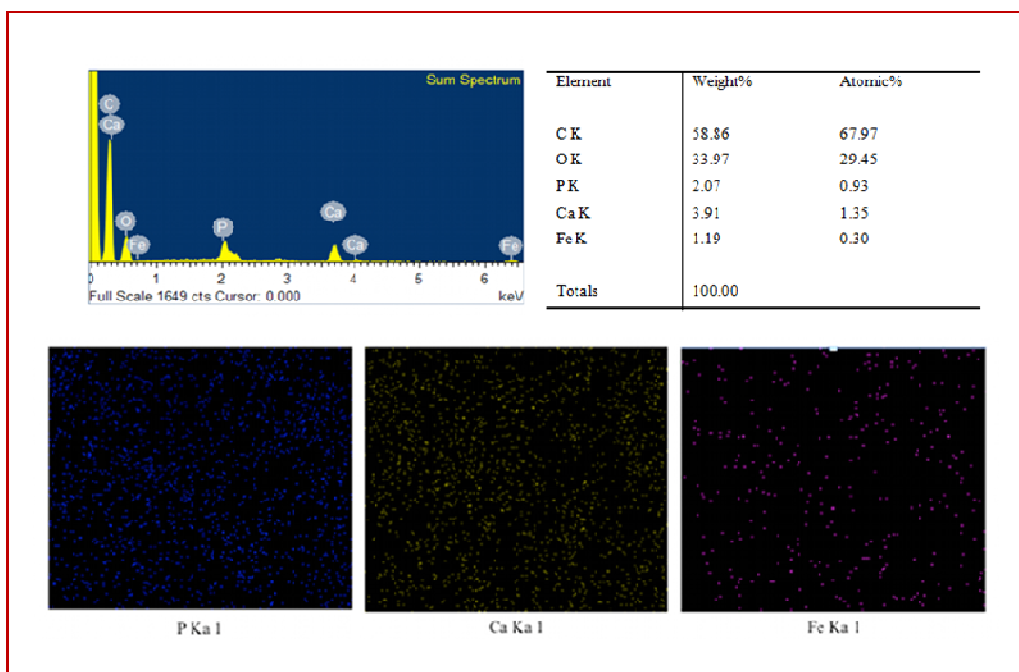 Sum Spectrum
C
Ca
O
Fe
P
Ca
Ca
Fe
0 1 2 3 4 5 6
Full Scale 1649 cts Cursor: 0.000 keV
Element Weight% Atomic%
C K 58.86 67.97
O K 33.97 29.45
P K 2.07 0.93
Ca K 3.91 1.35
Fe K 1.19 0.30
Totals 100.00
P Ka 1
Ca Ka 1
Fe Ka 1